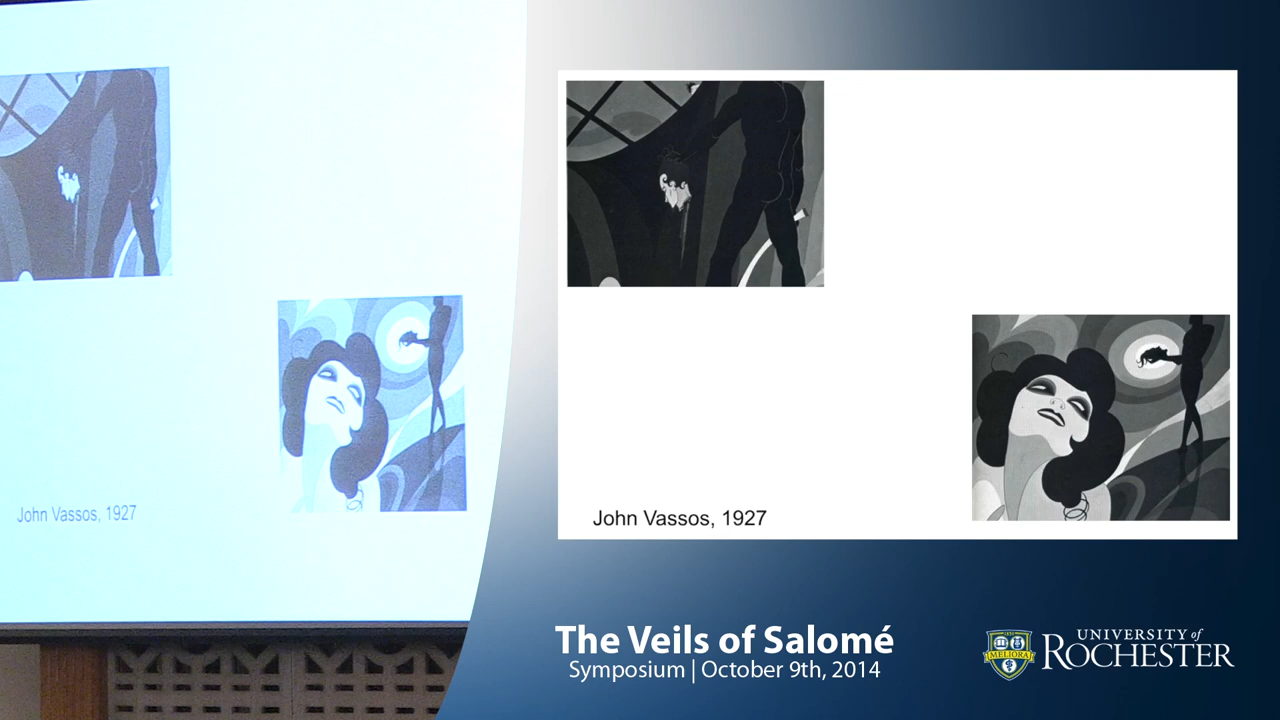 John Vassos, 1927
John Vassos, 1927
The Veils of Salomé
Symposium | October 9th, 2014
MELIORA
UNIVERSITY of
ROCHESTER